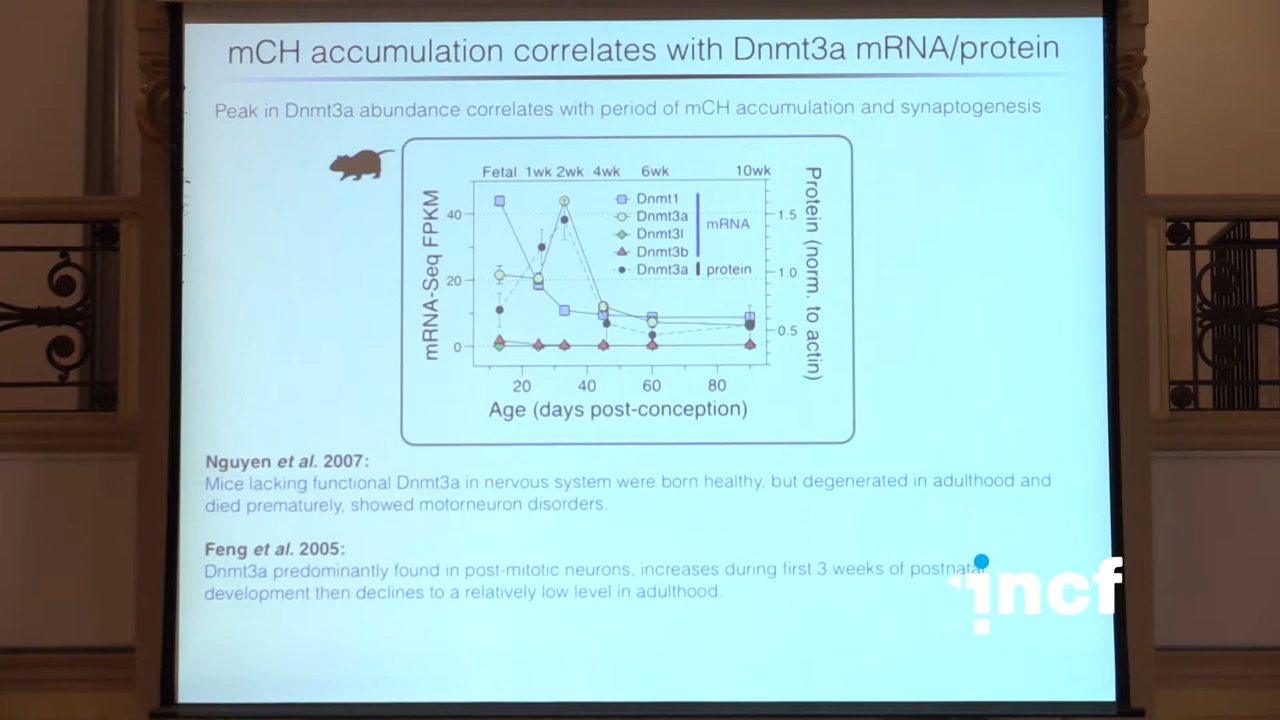 mCH accumulation correlates with Dnmt3a mRNA/protein
Peak in Dnmt3a abundance correlates with period of mCH accumulation and synaptogenesis
Fetal 1wk 2wk 4wk 6wk 10wk
mRNA-Seq FPKM
40
20
0
Dnmt1
Dnmt3a
Dnmt3l
Dnmt3b
mRNA
Dnmt3a protein
1.5
1.0
0.5
Protein (norm. to actin)
20 40 60 80
Age (days post-conception)
Nguyen et al. 2007:
Mice lacking functional Dnmt3a in nervous system were born healthy, but degenerated in adulthood and
died prematurely, showed motorneuron disorders.
Feng et al. 2005:
Dnmt3a predominantly found in post-mitotic neurons, increases during first 3 weeks of postnatal
development then declines to a relatively low level in adulthood.
incf